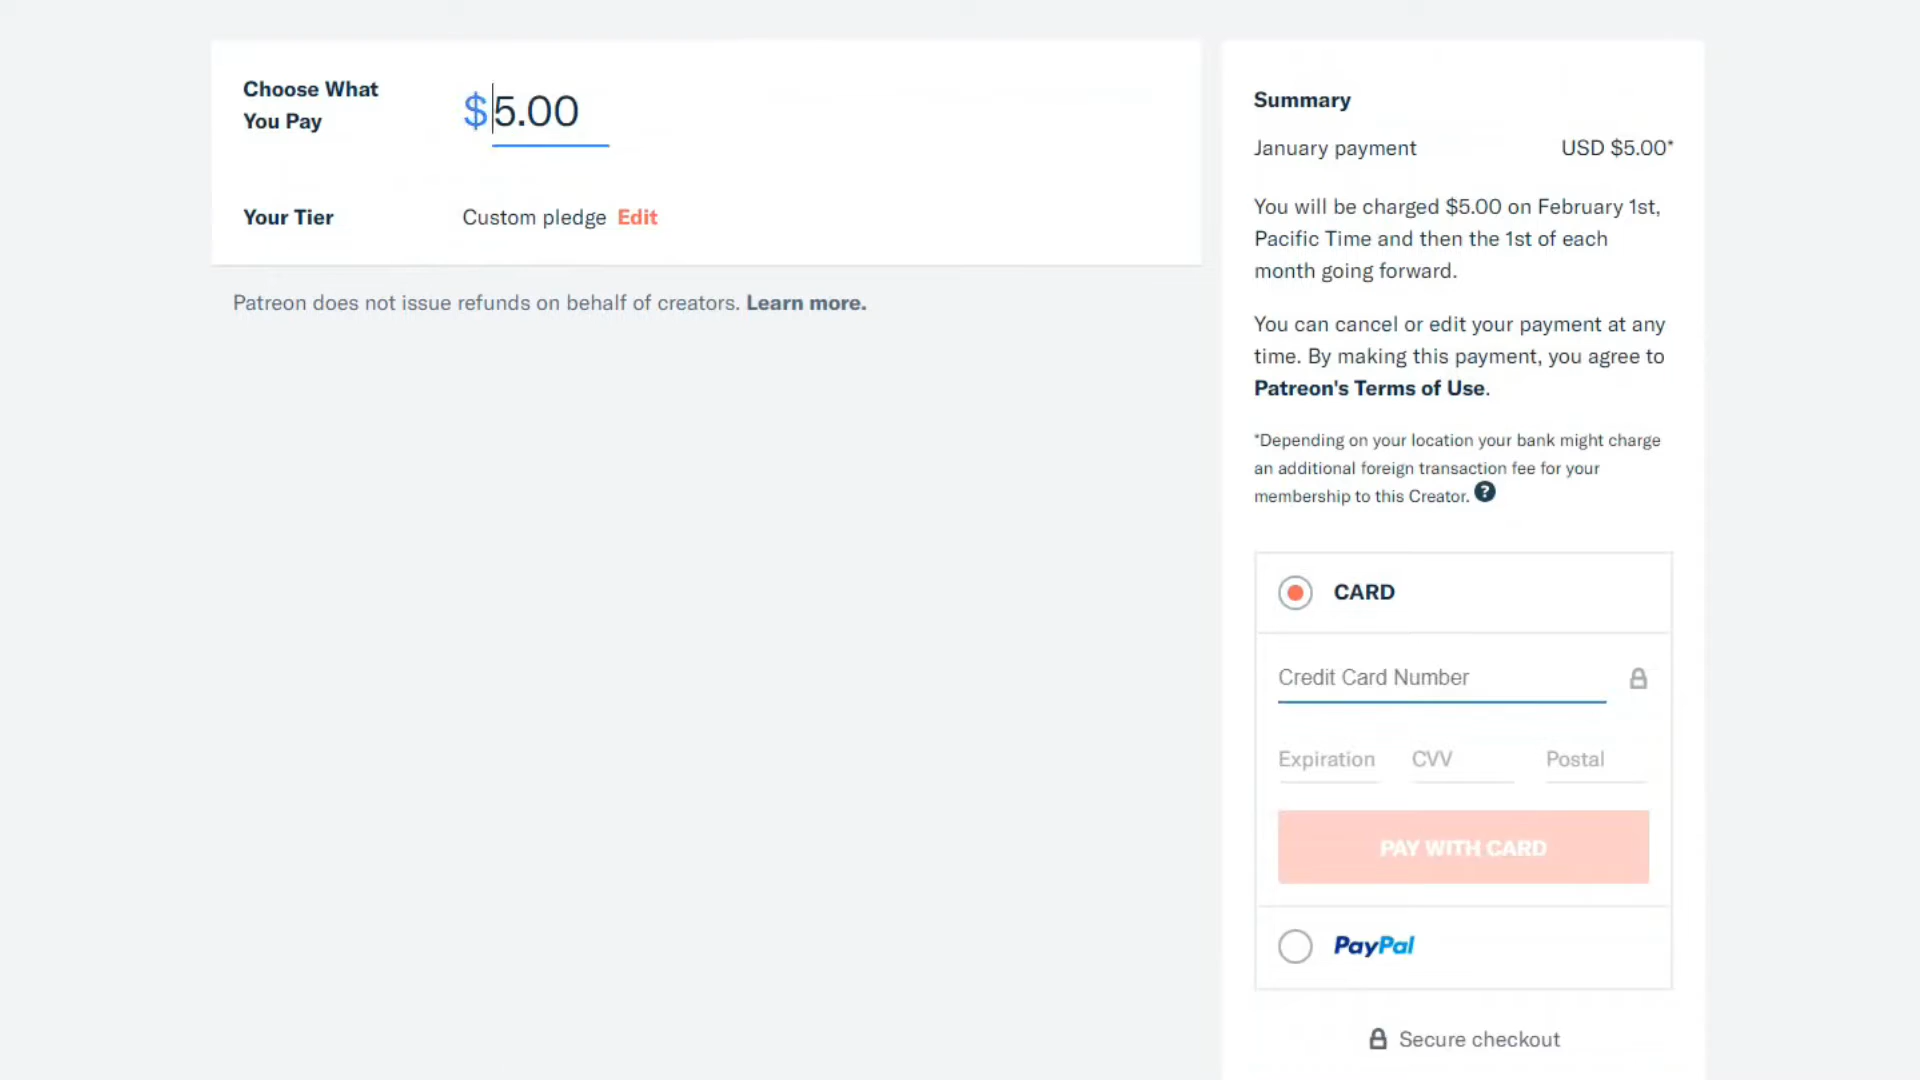 Choose What
You Pay
$5.00
Your Tier
Custom pledge Edit
Patreon does not issue refunds on behalf of creators. Learn more.
Summary
January payment USD $5.00*
You will be charged $5.00 on February 1st,
Pacific Time and then the 1st of each
month going forward.
You can cancel or edit your payment at any
time. By making this payment, you agree to
Patreon's Terms of Use.
*Depending on your location your bank might charge
an additional foreign transaction fee for your
membership to this Creator. ?
CARD
Credit Card Number
Expiration CVV Postal
PAY WITH CARD
PayPal
Secure checkout